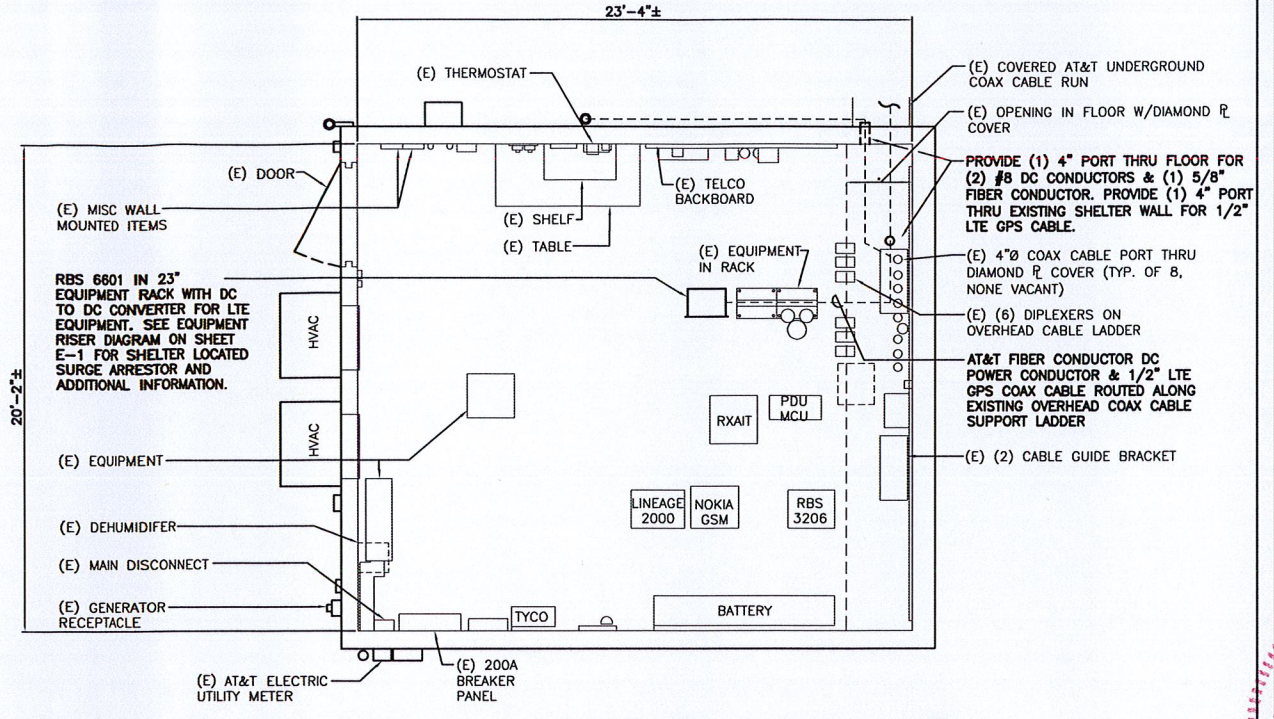 23'-4"±
(E) THERMOSTAT
(E) COVERED AT&T UNDERGROUND
COAX CABLE RUN
(E) OPENING IN FLOOR W/DIAMOND ⅊
COVER
PROVIDE (1) 4" PORT THRU FLOOR FOR
(2) #8 DC CONDUCTORS & (1) 5/8"
FIBER CONDUCTOR. PROVIDE (1) 4" PORT
THRU EXISTING SHELTER WALL FOR 1/2"
LTE GPS CABLE.
(E) DOOR
(E) MISC WALL
MOUNTED ITEMS
(E) TELCO
BACKBOARD
(E) SHELF
(E) TABLE
(E) EQUIPMENT
IN RACK
(E) 4"Ø COAX CABLE PORT THRU
DIAMOND ⅊ COVER (TYP. OF 8,
NONE VACANT)
RBS 6601 IN 23"
EQUIPMENT RACK WITH DC
TO DC CONVERTER FOR LTE
EQUIPMENT. SEE EQUIPMENT
RISER DIAGRAM ON SHEET
E-1 FOR SHELTER LOCATED
SURGE ARRESTOR AND
ADDITIONAL INFORMATION.
(E) (6) DIPLEXERS ON
OVERHEAD CABLE LADDER
HVAC
AT&T FIBER CONDUCTOR DC
POWER CONDUCTOR & 1/2" LTE
GPS COAX CABLE ROUTED ALONG
EXISTING OVERHEAD COAX CABLE
SUPPORT LADDER
20'-2"±
HVAC
RXAIT
PDU
MCU
(E) EQUIPMENT
(E) (2) CABLE GUIDE BRACKET
LINEAGE
2000
NOKIA
GSM
RBS
3206
(E) DEHUMIDIFER
(E) MAIN DISCONNECT
(E) GENERATOR
RECEPTACLE
TYCO
BATTERY
(E) AT&T ELECTRIC
UTILITY METER
(E) 200A
BREAKER
PANEL